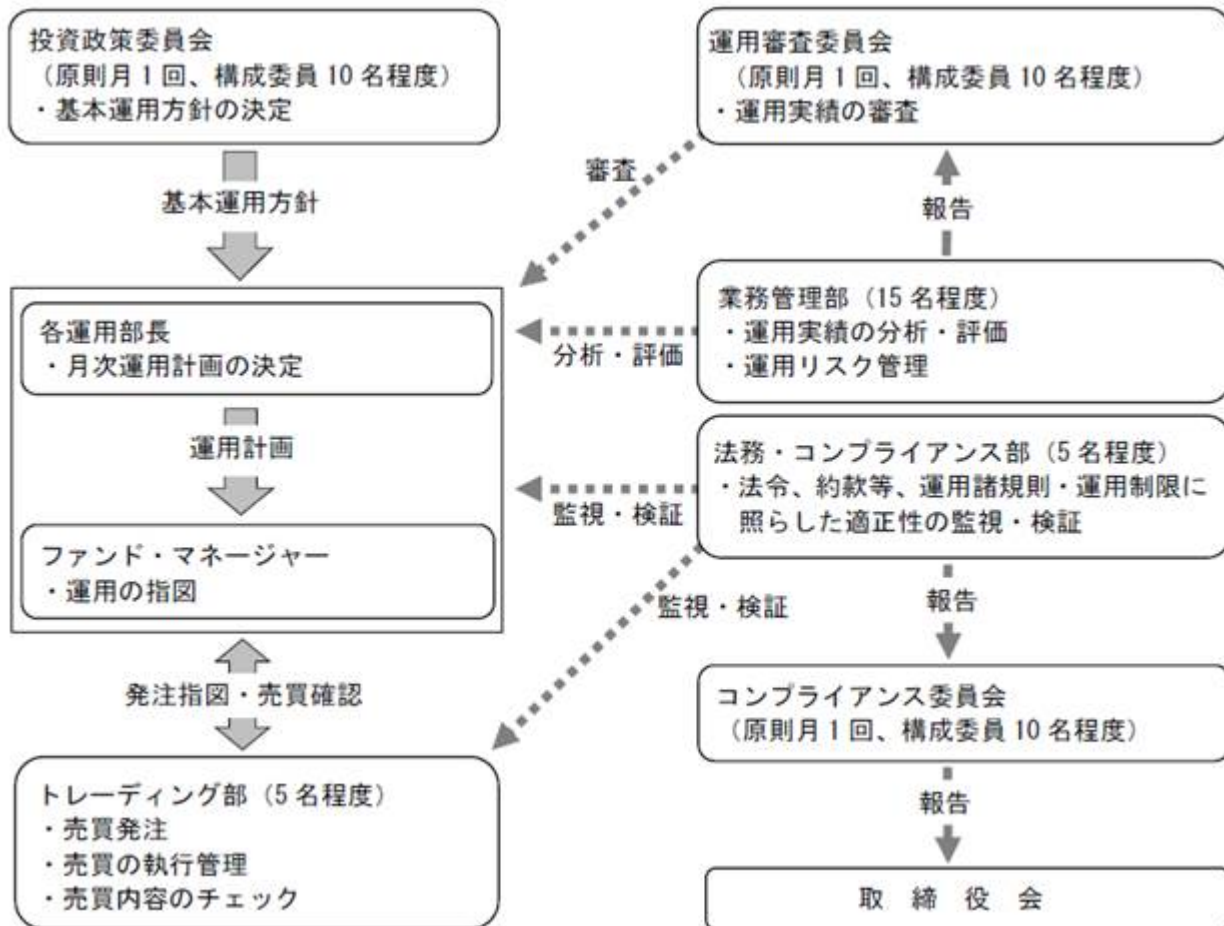 投資政策委員会
（原則月１回、構成委員 10 名程度）
・基本運用方針の決定
基本運用方針
各運用部長
・月次運用計画の決定
運用計画
ファンド・マネージャー
・運用の指図
発注指図・売買確認
トレーディング部（５名程度）
・売買発注
・売買の執行管理
・売買内容のチェック
運用審査委員会
（原則月１回、構成委員 10 名程度）
・運用実績の審査
審査
報告
業務管理部（15 名程度）
・運用実績の分析・評価
・運用リスク管理
分析・評価
法務・コンプライアンス部（５名程度）
・法令、約款等、運用諸規則・運用制限に
照らした適正性の監視・検証
監視・検証
監視・検証
報告
コンプライアンス委員会
（原則月１回、構成委員 10 名程度）
報告
取　締　役　会